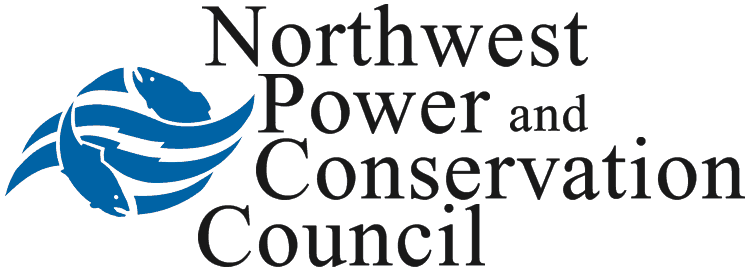 Northwest
Power and
Conservation
Council